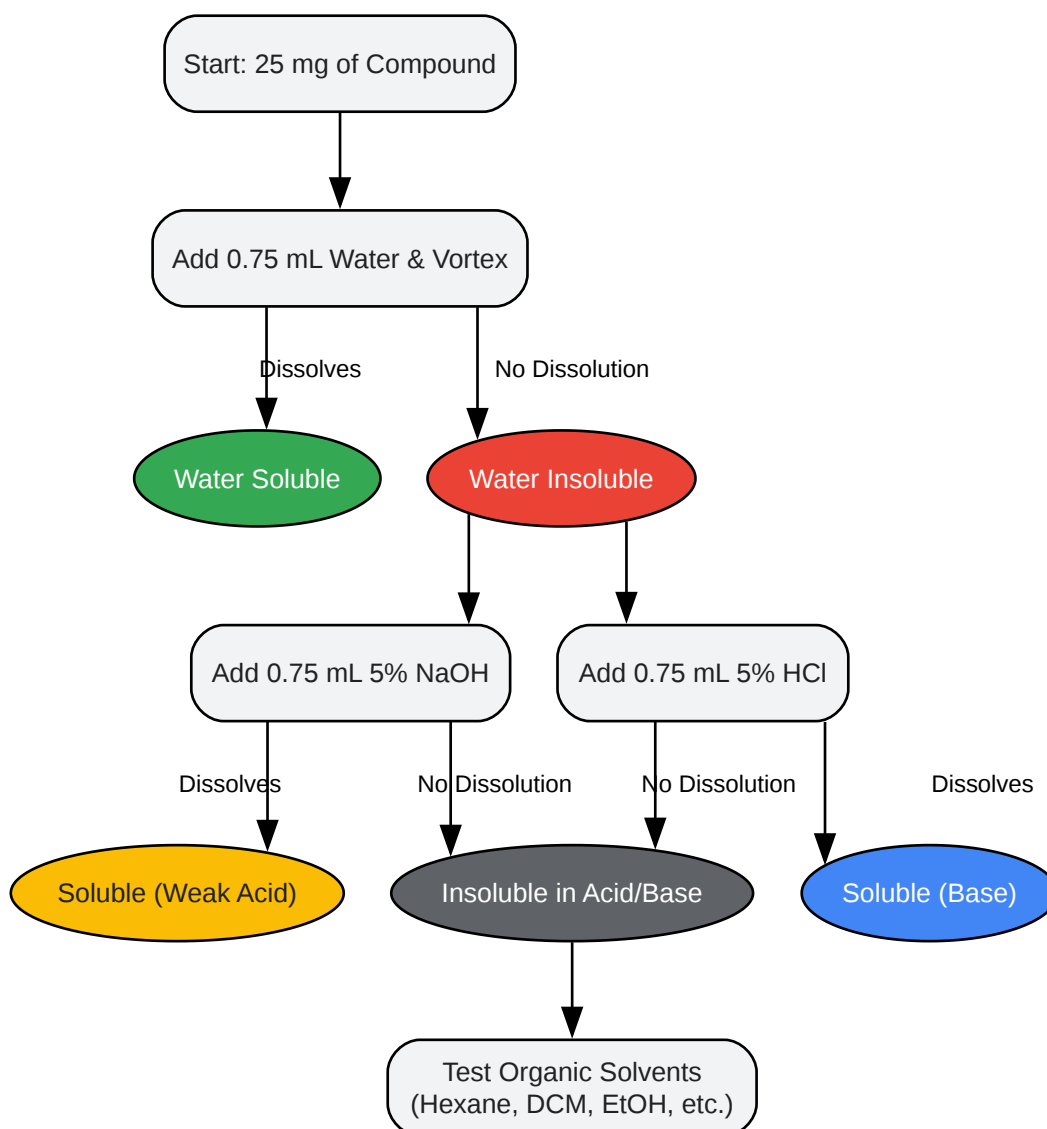 Start: 25 mg of Compound
Add 0.75 mL Water & Vortex
Dissolves
No Dissolution
Water Soluble
Water Insoluble
Add 0.75 mL 5% NaOH
Add 0.75 mL 5% HCl
Dissolves
No Dissolution
No Dissolution
Dissolves
Soluble (Weak Acid)
Insoluble in Acid/Base
Soluble (Base)
Test Organic Solvents
(Hexane, DCM, EtOH, etc.)